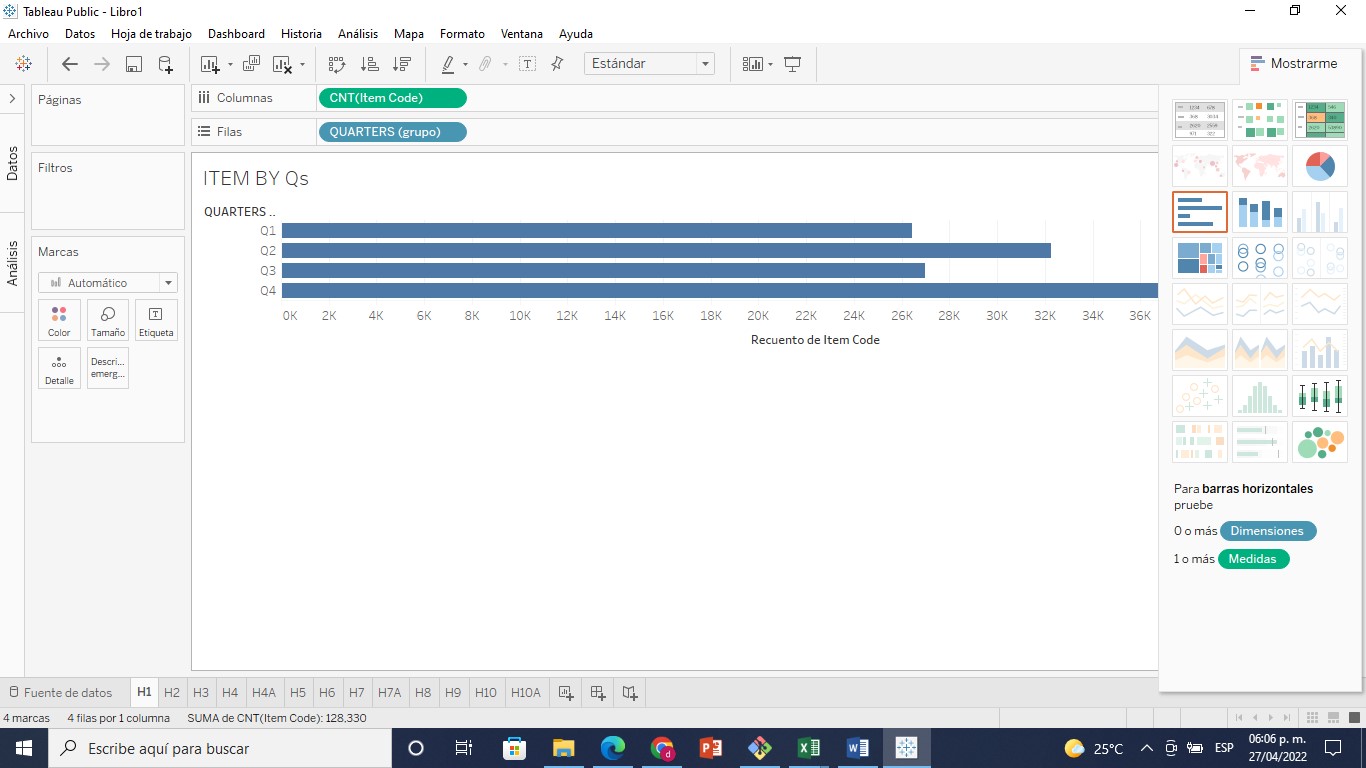 Tableau Public - Libro1
Archivo Datos Hoja de trabajo Dashboard Historia Análisis Mapa Formato Ventana Ayuda
Estándar
Mostrarme
Páginas
Columnas CNT(Item Code)
Filas QUARTERS (grupo)
Datos
Análisis
Filtros
Marcas
Automático
Color Tamaño Etiqueta
Detalle Descri... emerg...
ITEM BY Qs
QUARTERS ..
Q1
Q2
Q3
Q4
0K 2K 4K 6K 8K 10K 12K 14K 16K 18K 20K 22K 24K 26K 28K 30K 32K 34K 36K
Recuento de Item Code
Para barras horizontales
pruebe
0 o más Dimensiones
1 o más Medidas
Fuente de datos H1 H2 H3 H4 H4A H5 H6 H7 H7A H8 H9 H10 H10A
4 marcas 4 filas por 1 columna SUMA de CNT(Item Code): 128,330
Escribe aquí para buscar
25°C ESP
06:06 p. m.
27/04/2022